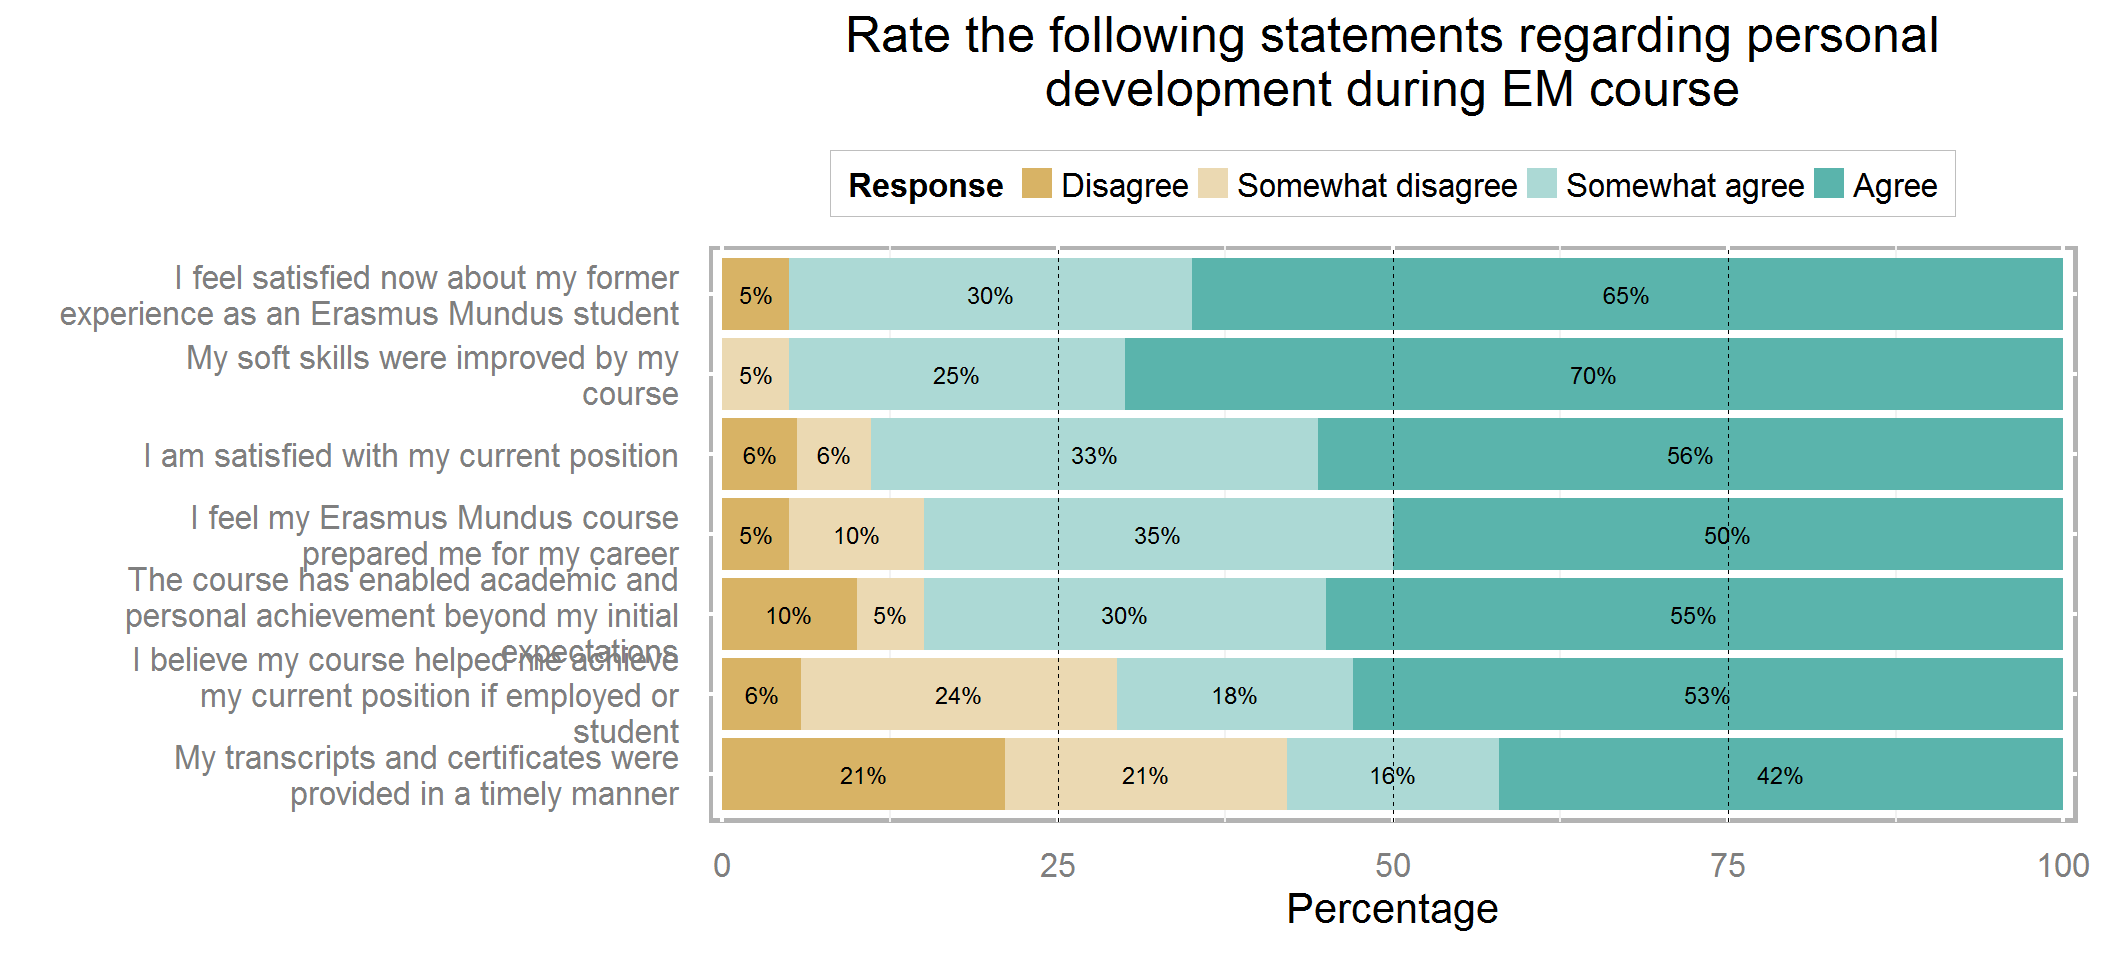 Rate the following statements regarding personal
development during EM course
Response Disagree Somewhat disagree Somewhat agree Agree
I feel satisfied now about my former
experience as an Erasmus Mundus student
5% 30% 65%
My soft skills were improved by my
course
5% 25% 70%
I am satisfied with my current position
6% 6% 33% 56%
I feel my Erasmus Mundus course
prepared me for my career
5% 10% 35% 50%
The course has enabled academic and
personal achievement beyond my initial
expectations
10% 5% 30% 55%
I believe my course helped me achieve
my current position if employed or
student
6% 24% 18% 53%
My transcripts and certificates were
provided in a timely manner
21% 21% 16% 42%
0 25 50 75 100
Percentage